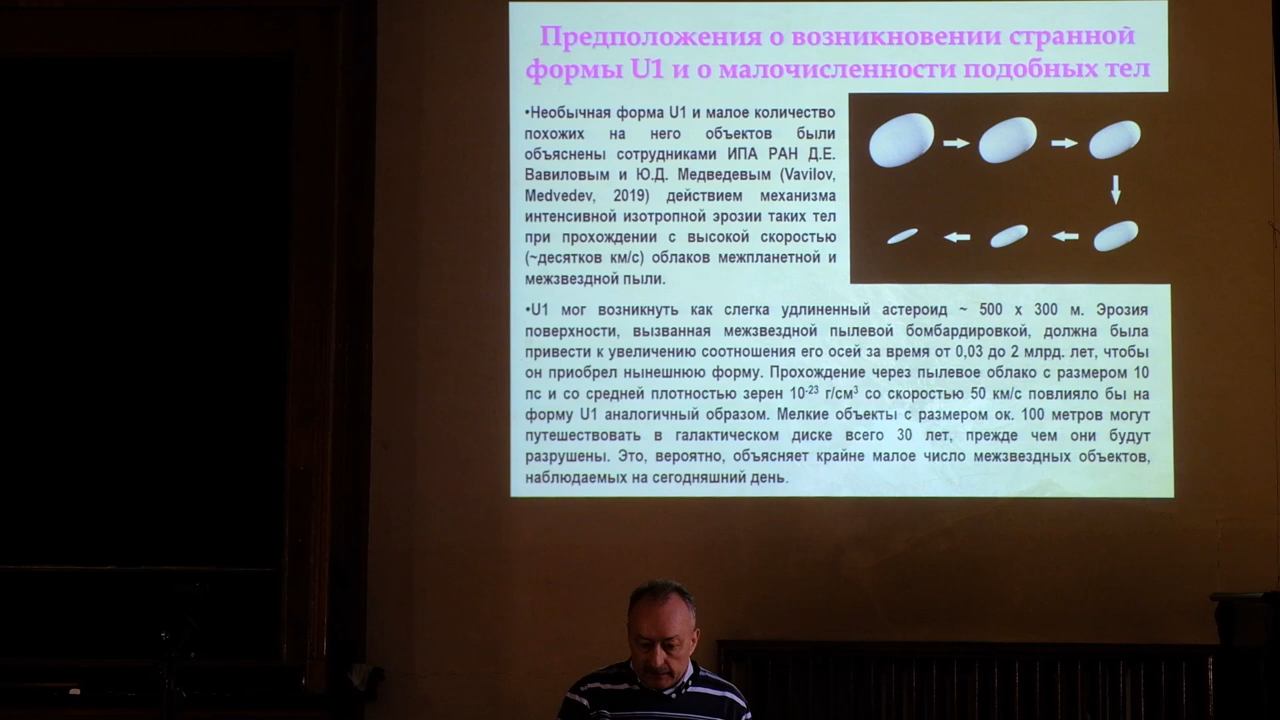 Предположения о возникновении странной
формы U1 и о малочисленности подобных тел
•Необычная форма U1 и малое количество
похожих на него объектов были
объяснены сотрудниками ИПА РАН Д.Е.
Вавиловым и Ю.Д. Медведевым (Vavilov,
Medvedev, 2019) действием механизма
интенсивной изотропной эрозии таких тел
при прохождении с высокой скоростью
(~десятков км/с) облаков межпланетной и
межзвездной пыли.
•U1 мог возникнуть как слегка удлиненный астероид ~ 500 х 300 м. Эрозия
поверхности, вызванная межзвездной пылевой бомбардировкой, должна была
привести к увеличению соотношения его осей за время от 0,03 до 2 млрд. лет, чтобы
он приобрел нынешнюю форму. Прохождение через пылевое облако с размером 10
пс и со средней плотностью зерен 10⁻²³ г/см³ со скоростью 50 км/с повлияло бы на
форму U1 аналогичный образом. Мелкие объекты с размером ок. 100 метров могут
путешествовать в галактическом диске всего 30 лет, прежде чем они будут
разрушены. Это, вероятно, объясняет крайне малое число межзвездных объектов,
наблюдаемых на сегодняшний день.